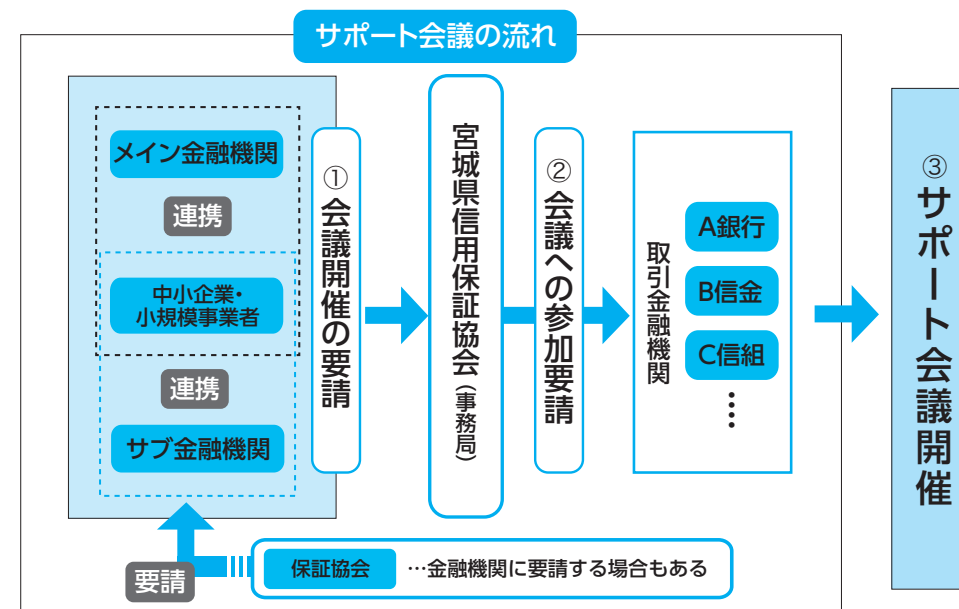 サポート会議の流れ
メイン金融機関
連携
中小企業・
小規模事業者
連携
サブ金融機関
①会議開催の要請
宮城県信用保証協会(事務局)
②会議への参加要請
取引金融機関
A銀行
B信金
C信組
⋮
③サポート会議開催
要請
保証協会 …金融機関に要請する場合もある